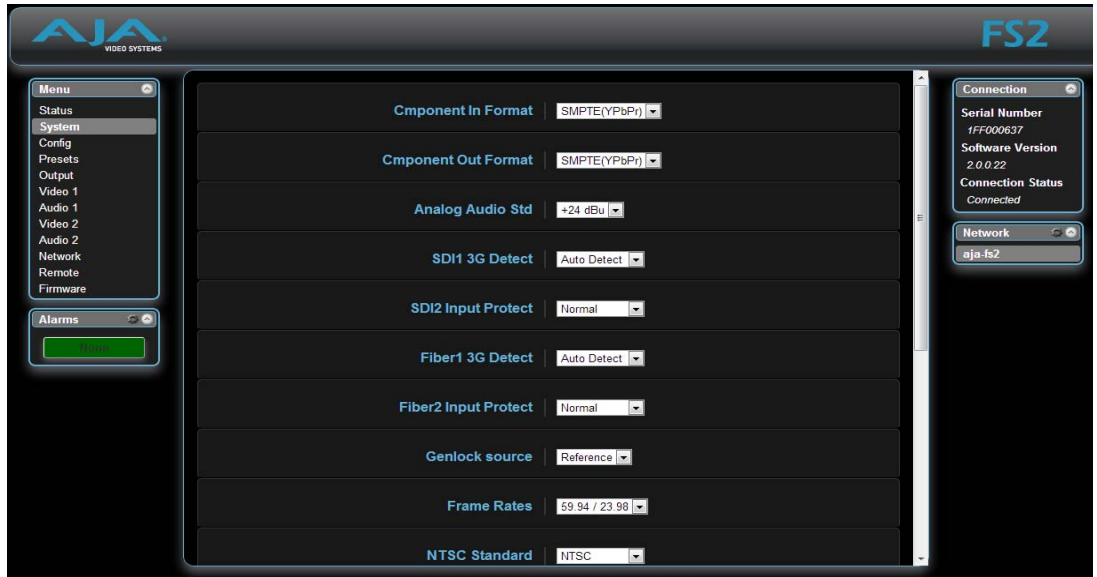 AJA
VIDEO SYSTEMS
FS2
Menu
Status
System
Config
Presets
Output
Video 1
Audio 1
Video 2
Audio 2
Network
Remote
Firmware
Alarms
None
Cmponent In Format SMPTE(YPbPr)
Cmponent Out Format SMPTE(YPbPr)
Analog Audio Std +24 dBu
SDI1 3G Detect Auto Detect
SDI2 Input Protect Normal
Fiber1 3G Detect Auto Detect
Fiber2 Input Protect Normal
Genlock source Reference
Frame Rates 59.94 / 23.98
NTSC Standard NTSC
Connection
Serial Number
1FF000637
Software Version
2.0.0.22
Connection Status
Connected
Network
aja-fs2